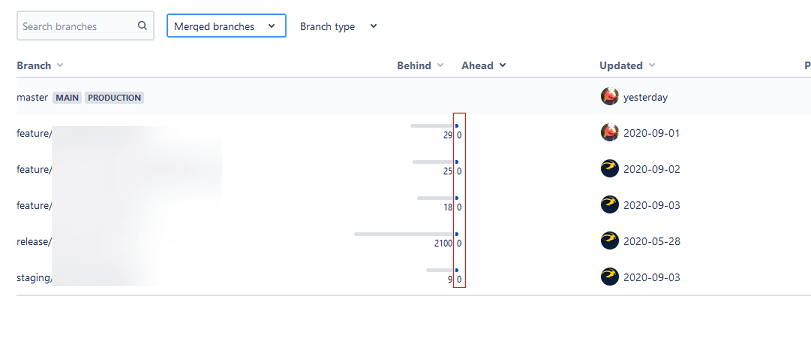 Search branches Merged branches Branch type
Branch Behind Ahead Updated P
master MAIN PRODUCTION yesterday
feature/ 29 0 2020-09-01
feature/ 25 0 2020-09-02
feature/ 18 0 2020-09-03
release/ 2100 0 2020-05-28
staging/ 9 0 2020-09-03